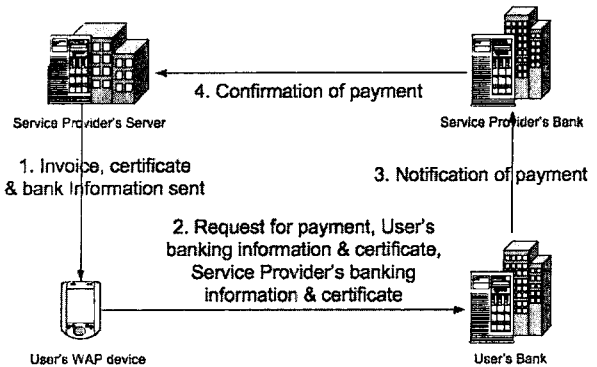 4. Confirmation of payment
Service Provider's Server
Service Provider's Bank
1. Invoice, certificate
& bank Information sent
3. Notification of payment
2. Request for payment, User's
banking information & certificate,
Service Provider's banking
information & certificate
User's WAP device
User's Bank